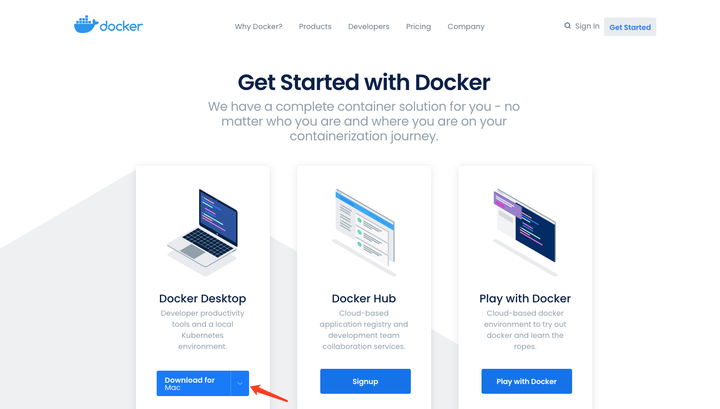 docker
Why Docker? Products Developers Pricing Company
Sign In Get Started
Get Started with Docker
We have a complete container solution for you - no
matter who you are and where you are on your
containerization journey.
Docker Desktop
Developer productivity
tools and a local
Kubernetes
environment.
Download for
Mac
Docker Hub
Cloud-based
application registry and
development team
collaboration services.
Signup
Play with Docker
Cloud-based docker
environment to try out
docker and learn the
ropes.
Play with Docker